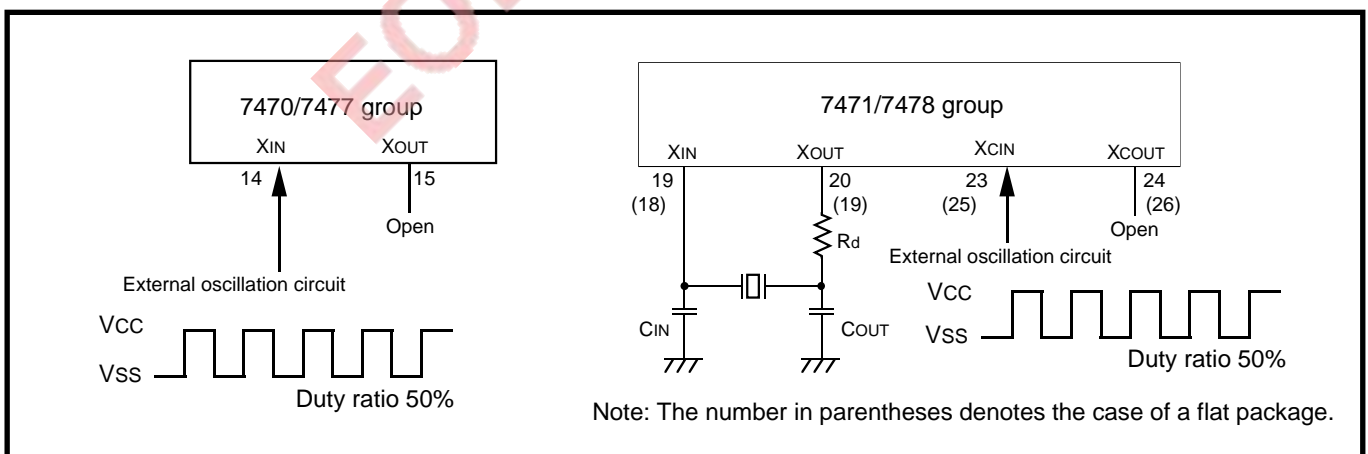 EO
7470/7477 group
XIN XOUT
14 15
Open
External oscillation circuit
VCC
VSS
Duty ratio 50%
7471/7478 group
XIN XOUT XCIN XCOUT
19 20 23 24
(18) (19) (25) (26)
Open
Rd
External oscillation circuit
CIN COUT
VCC
VSS
Duty ratio 50%
Note: The number in parentheses denotes the case of a flat package.